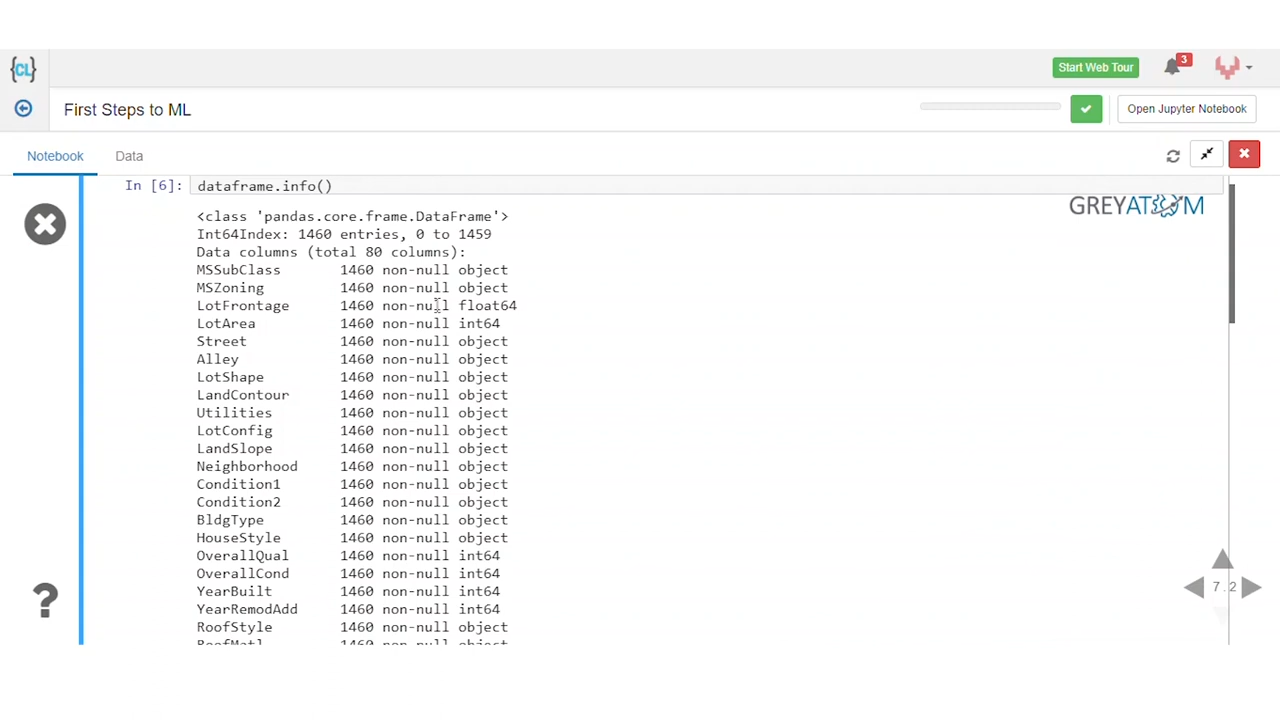 {CL}
Start Web Tour
3
First Steps to ML
Open Jupyter Notebook
Notebook
Data
In [6]: dataframe.info()
GREYATOM
<class 'pandas.core.frame.DataFrame'>
Int64Index: 1460 entries, 0 to 1459
Data columns (total 80 columns):
MSSubClass 1460 non-null object
MSZoning 1460 non-null object
LotFrontage 1460 non-null float64
LotArea 1460 non-null int64
Street 1460 non-null object
Alley 1460 non-null object
LotShape 1460 non-null object
LandContour 1460 non-null object
Utilities 1460 non-null object
LotConfig 1460 non-null object
LandSlope 1460 non-null object
Neighborhood 1460 non-null object
Condition1 1460 non-null object
Condition2 1460 non-null object
BldgType 1460 non-null object
HouseStyle 1460 non-null object
OverallQual 1460 non-null int64
OverallCond 1460 non-null int64
YearBuilt 1460 non-null int64
YearRemodAdd 1460 non-null int64
RoofStyle 1460 non-null object
RoofMatl 1460 non-null object
?
7.2